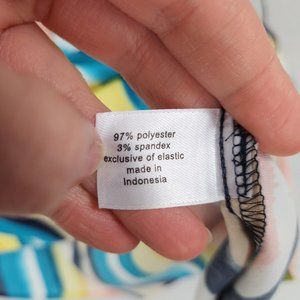 97% polyester
3% spandex
exclusive of elastic
made in
Indonesia